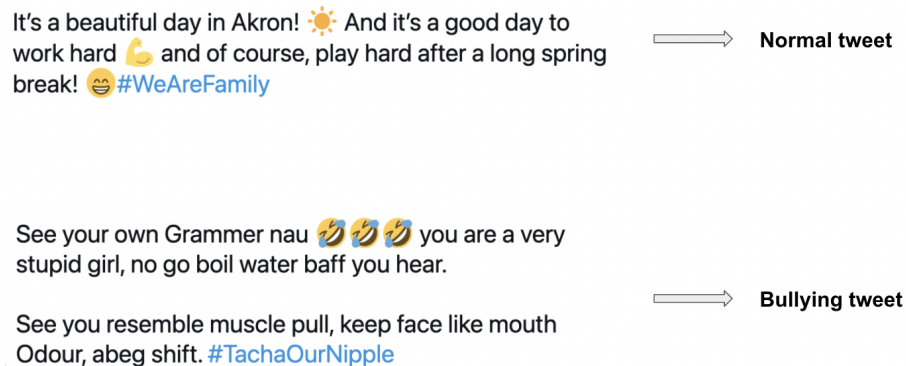 It's a beautiful day in Akron! ☀️ And it's a good day to
work hard 💪 and of course, play hard after a long spring
break! 😁#WeAreFamily
Normal tweet
See your own Grammer nau 🤣🤣🤣 you are a very
stupid girl, no go boil water baff you hear.
See you resemble muscle pull, keep face like mouth
Odour, abeg shift. #TachaOurNipple
Bullying tweet